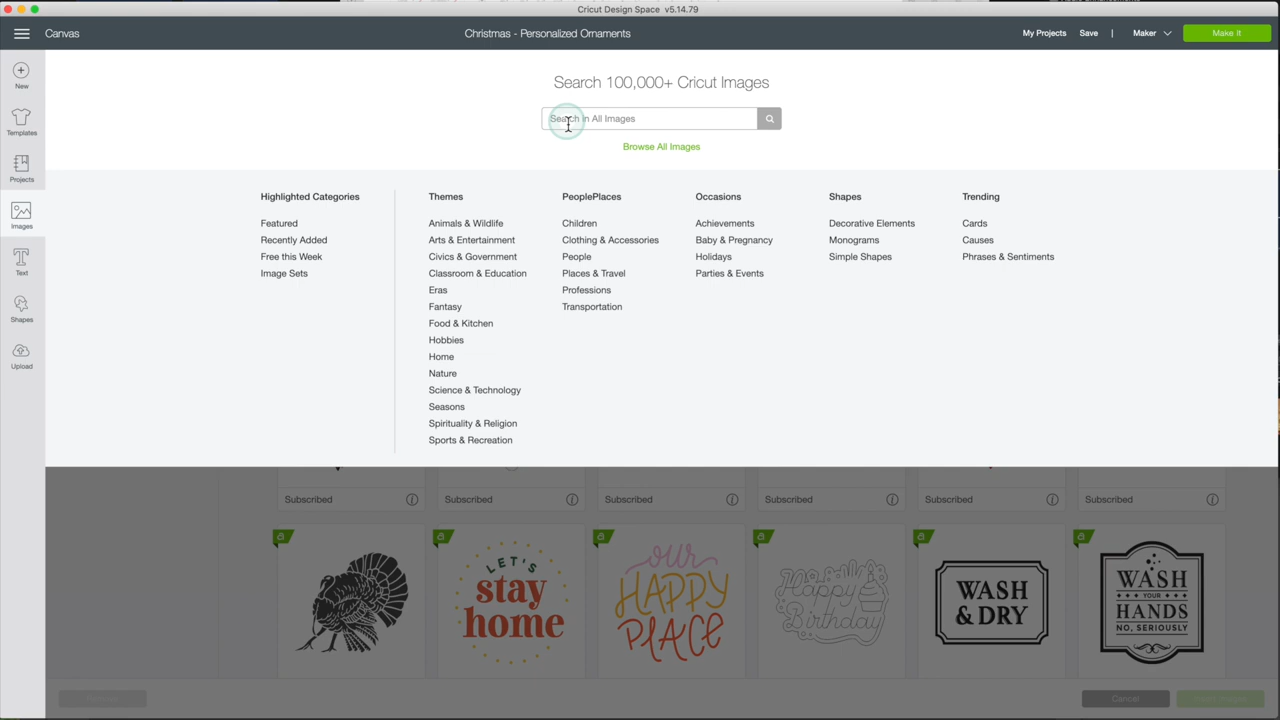 Cricut Design Space v5.14.79
Canvas
Christmas - Personalized Ornaments
My Projects
Save
|
Maker
Make It
New
Templates
Projects
Images
Text
Shapes
Upload
Search 100,000+ Cricut Images
Search in All Images
Browse All Images
Highlighted Categories
Featured
Recently Added
Free this Week
Image Sets
Themes
Animals & Wildlife
Arts & Entertainment
Civics & Government
Classroom & Education
Eras
Fantasy
Food & Kitchen
Hobbies
Home
Nature
Science & Technology
Seasons
Spirituality & Religion
Sports & Recreation
PeoplePlaces
Children
Clothing & Accessories
People
Places & Travel
Professions
Transportation
Occasions
Achievements
Baby & Pregnancy
Holidays
Parties & Events
Shapes
Decorative Elements
Monograms
Simple Shapes
Trending
Cards
Causes
Phrases & Sentiments
Subscribed
Subscribed
Subscribed
Subscribed
Subscribed
Subscribed
LET'S
stay
home
our
HAPPY
PLACE
Happy
Birthday
WASH
& DRY
WASH
YOUR
HANDS
NO, SERIOUSLY
Cancel